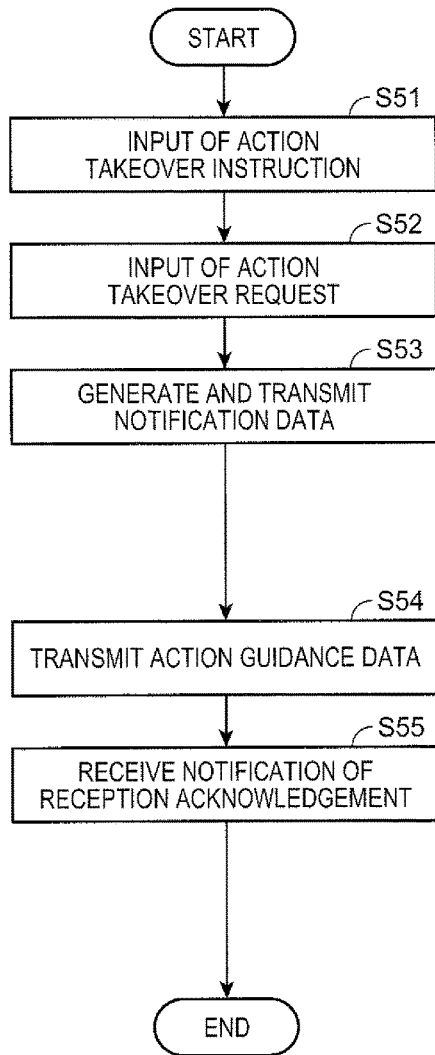 START
S51
INPUT OF ACTION
TAKEOVER INSTRUCTION
S52
INPUT OF ACTION
TAKEOVER REQUEST
S53
GENERATE AND TRANSMIT
NOTIFICATION DATA
S54
TRANSMIT ACTION GUIDANCE DATA
S55
RECEIVE NOTIFICATION OF
RECEPTION ACKNOWLEDGEMENT
END